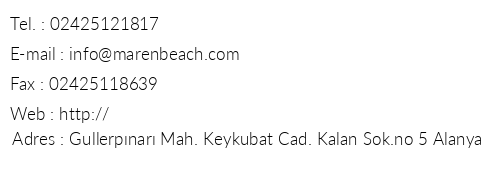 Tel. : 02425121817
E-mail : info@marenbeach.com
Fax : 02425118639
Web : http://
Adres : Gullerpınarı Mah. Keykubat Cad. Kalan Sok.no 5 Alanya